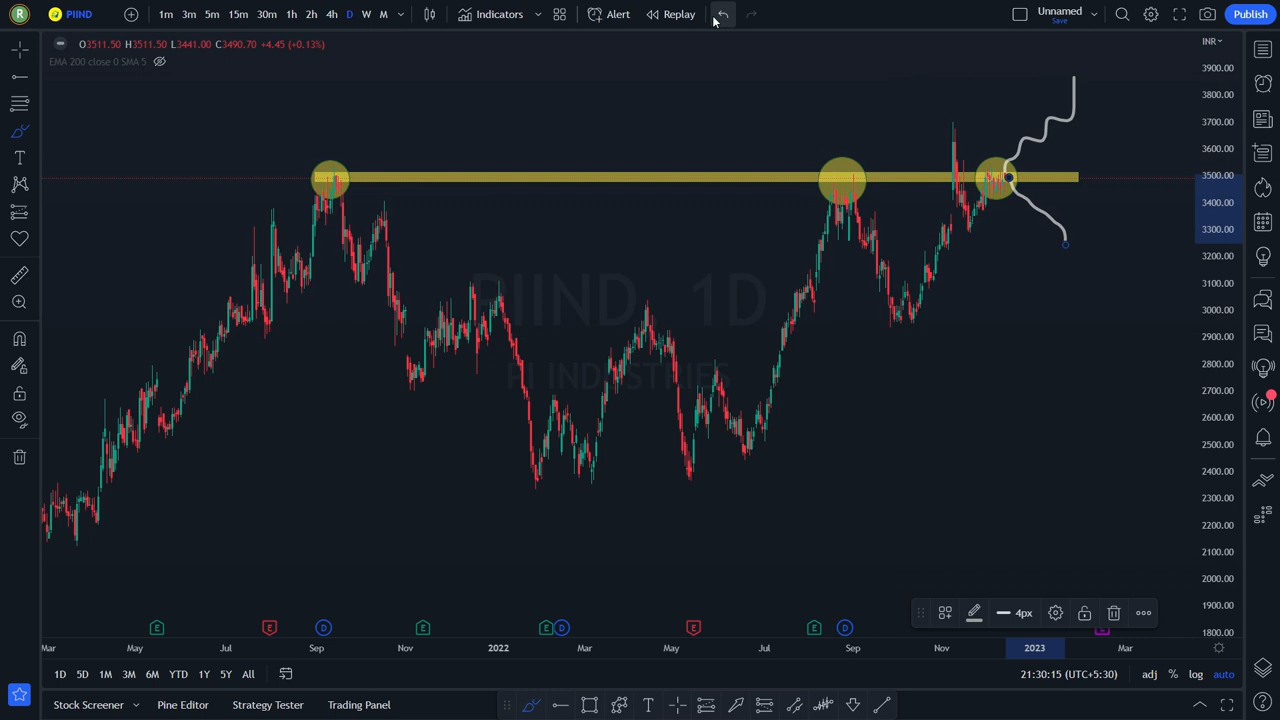 R PIIND 1m 3m 5m 15m 30m 1h 2h 4h D W M Indicators Alert Replay Unnamed Save Publish
O3511.50 H3511.50 L3441.00 C3490.70 +4.45 (+0.13%) INR
EMA 200 close 0 SMA 5
3900.00
3800.00
3700.00
3600.00
3500.00
3400.00
3300.00
3200.00
3100.00
3000.00
2900.00
2800.00
2700.00
2600.00
2500.00
2400.00
2300.00
2200.00
2100.00
2000.00
1900.00
1800.00
PIIND, 1D
PI INDUSTRIES
4px
E E D E E D E E D
Mar May Jul Sep Nov 2022 Mar May Jul Sep Nov 2023 Mar
1D 5D 1M 3M 6M YTD 1Y 5Y All 21:30:15 (UTC+5:30) adj % log auto
Stock Screener Pine Editor Strategy Tester Trading Panel